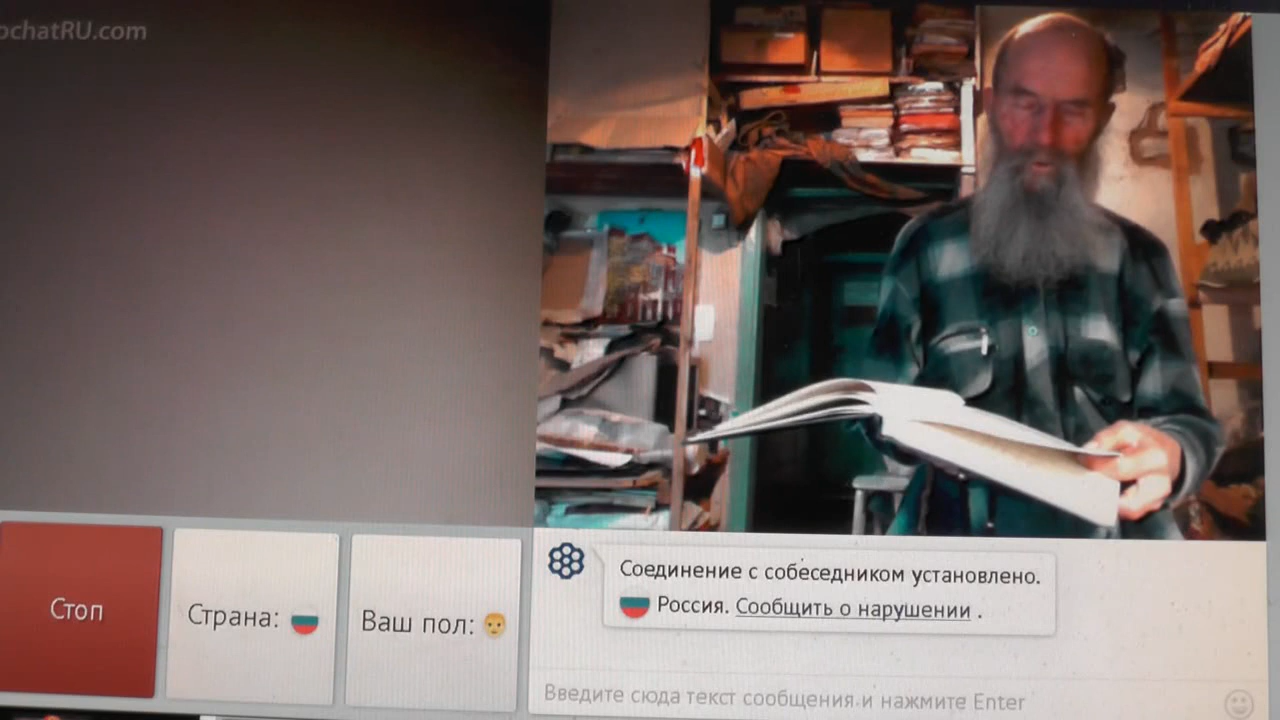 ochatRU.com
Соединение с собеседником установлено.
Россия. Сообщить о нарушении .
Стоп
Страна:
Ваш пол:
Введите сюда текст сообщения и нажмите Enter